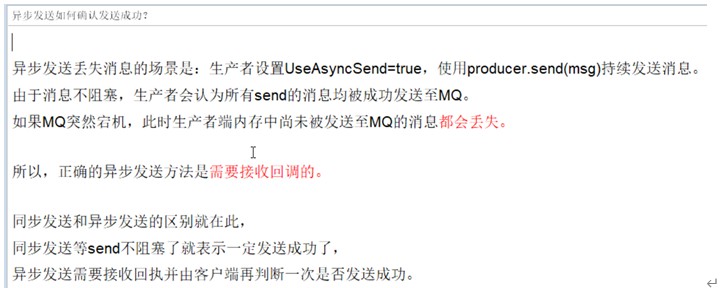 异步发送如何确认发送成功?
异步发送丢失消息的场景是：生产者设置UseAsyncSend=true，使用producer.send(msg)持续发送消息。
由于消息不阻塞，生产者会认为所有send的消息均被成功发送至MQ。
如果MQ突然宕机，此时生产者端内存中尚未被发送至MQ的消息都会丢失。
所以，正确的异步发送方法是需要接收回调的。
同步发送和异步发送的区别就在此，
同步发送等send不阻塞了就表示一定发送成功了，
异步发送需要接收回执并由客户端再判断一次是否发送成功。